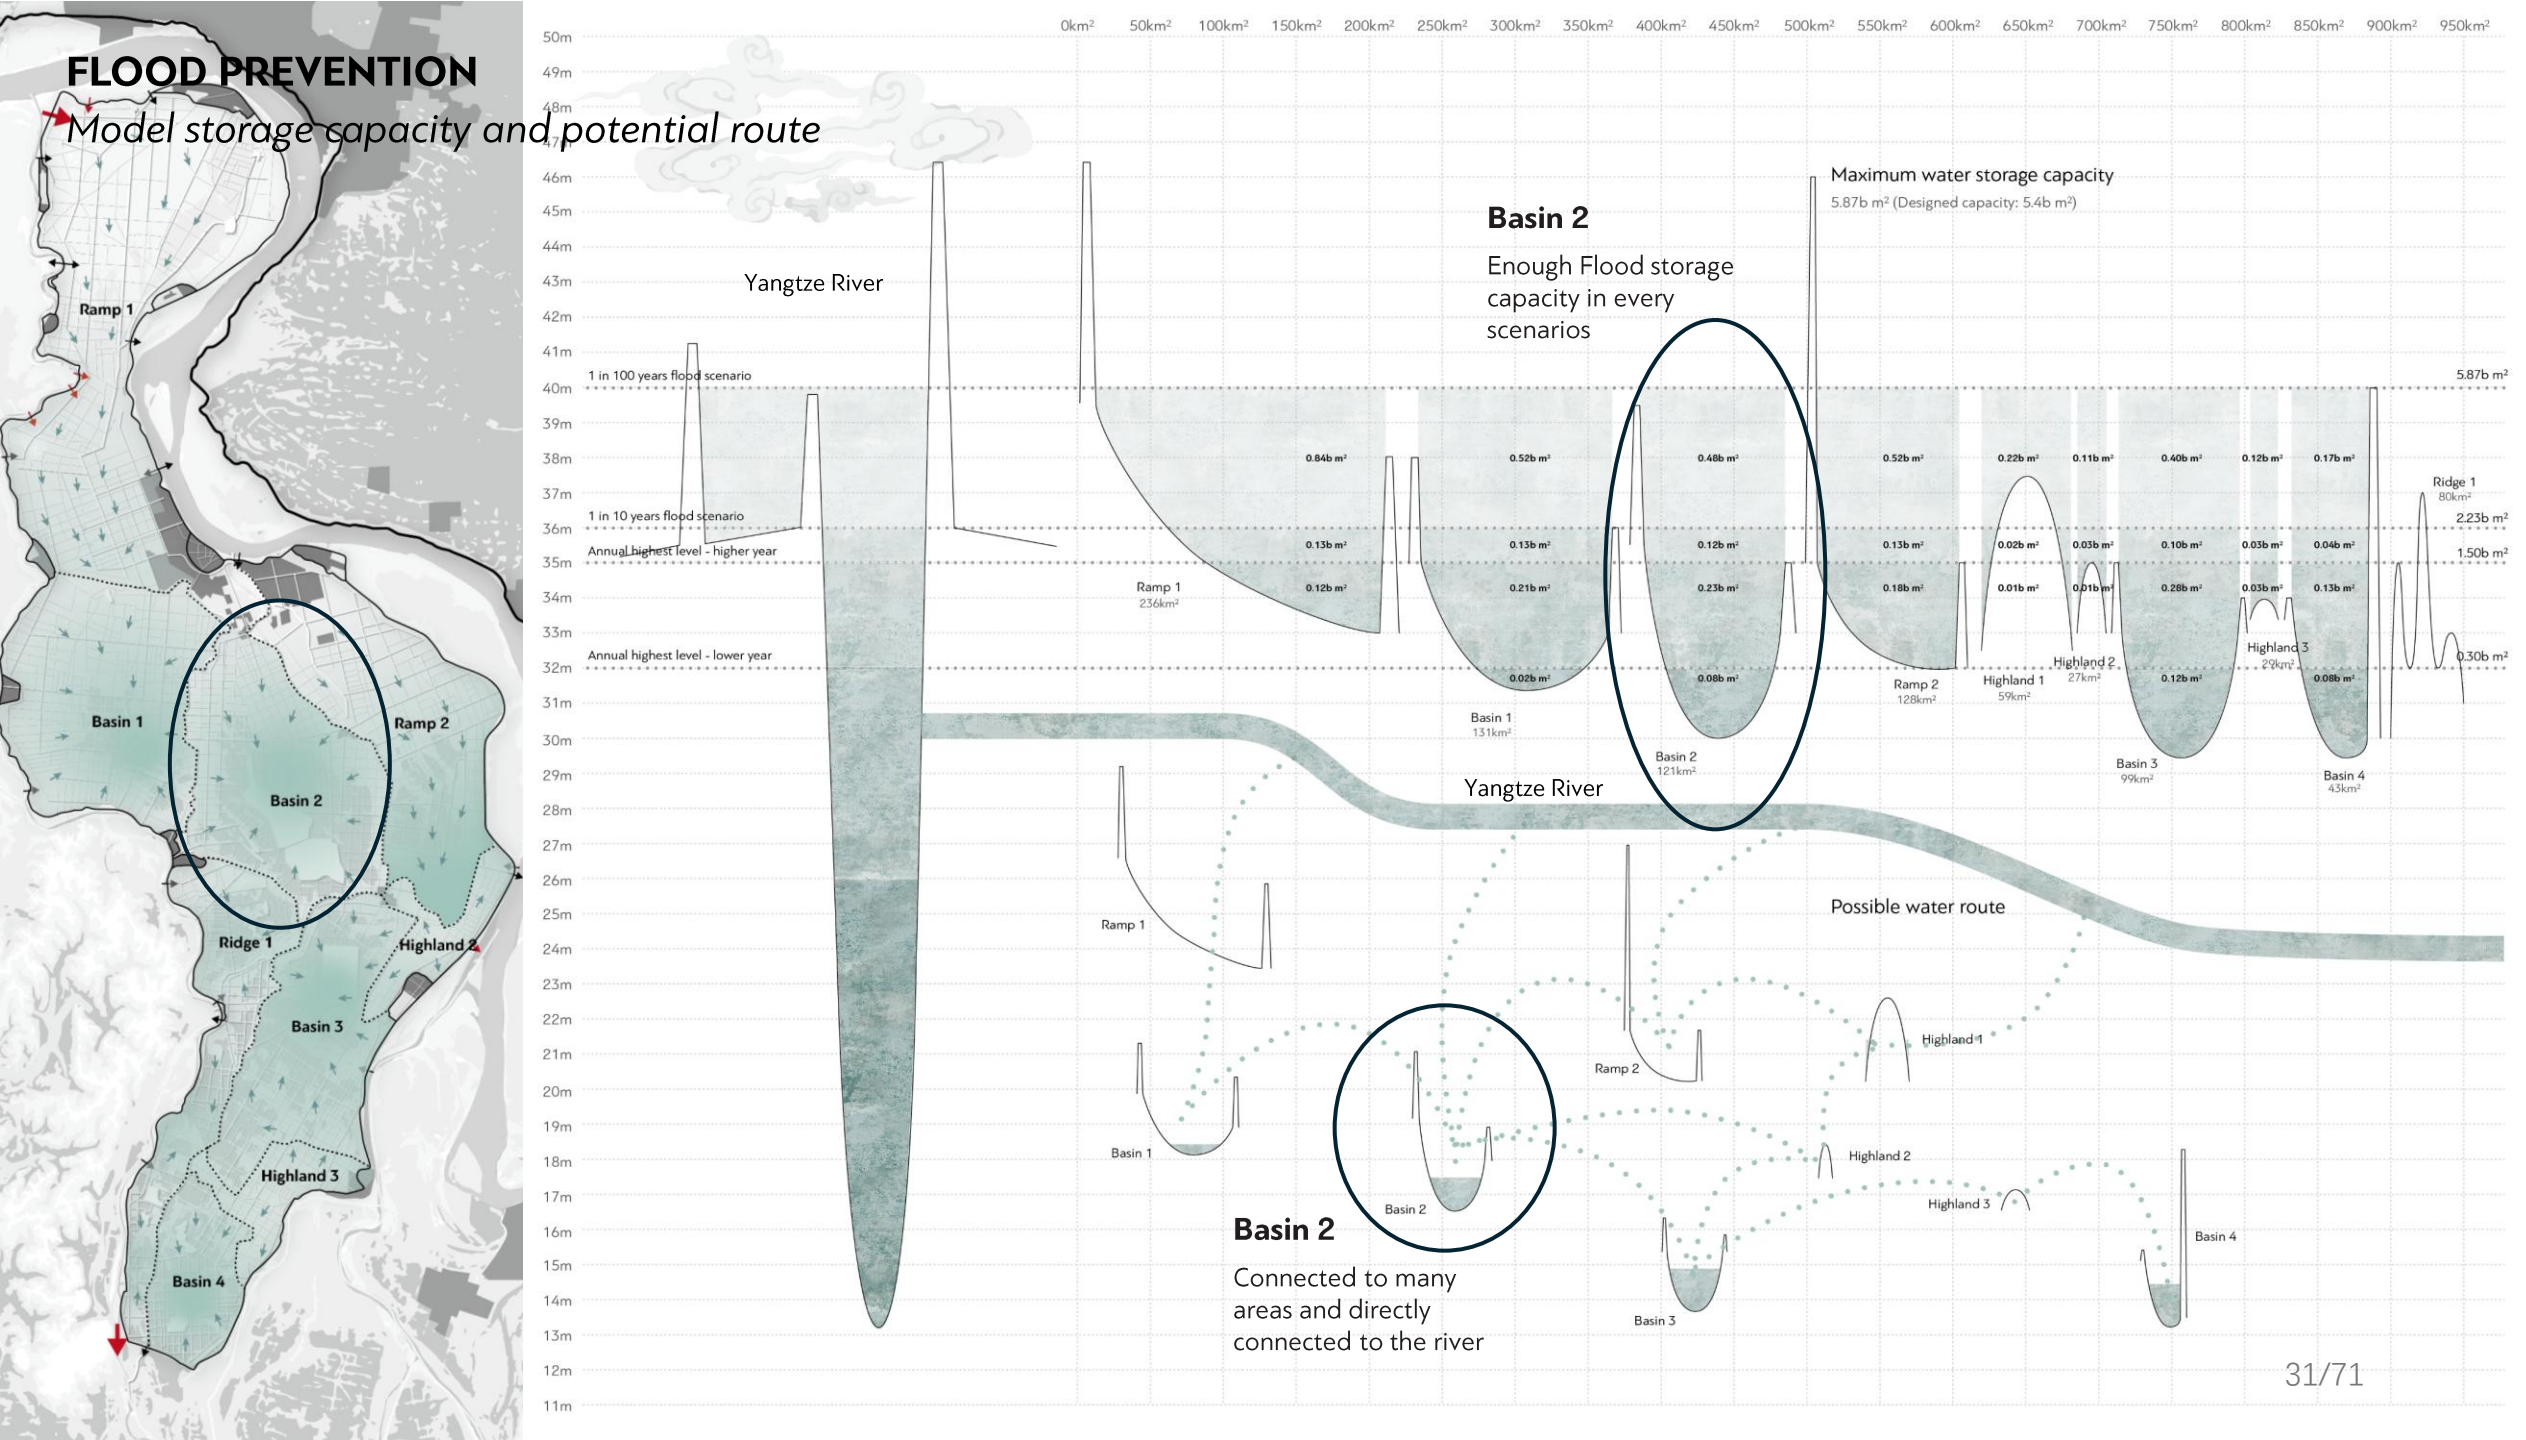 FLOOD PREVENTION
Model storage capacity and potential route
Ramp 1
Basin 1
Basin 2
Ramp 2
Ridge 1
Highland 2
Basin 3
Highland 3
Basin 4
0km² 50km² 100km² 150km² 200km² 250km² 300km² 350km² 400km² 450km² 500km² 550km² 600km² 650km² 700km² 750km² 800km² 850km² 900km² 950km²
50m
49m
48m
47m
46m
45m
44m
43m
42m
41m
40m
39m
38m
37m
36m
35m
34m
33m
32m
31m
30m
29m
28m
27m
26m
25m
24m
23m
22m
21m
20m
19m
18m
17m
16m
15m
14m
13m
12m
11m
Yangtze River
Maximum water storage capacity
5.87b m² (Designed capacity: 5.4b m²)
Basin 2
Enough Flood storage
capacity in every
scenarios
1 in 100 years flood scenario
5.87b m²
0.84b m² 0.52b m² 0.48b m² 0.52b m² 0.22b m² 0.11b m² 0.40b m² 0.12b m² 0.17b m²
Ridge 1
80km²
1 in 10 years flood scenario
2.23b m²
0.13b m² 0.13b m² 0.12b m² 0.13b m² 0.02b m² 0.03b m² 0.10b m² 0.03b m² 0.04b m²
Annual highest level - higher year
1.50b m²
0.12b m² 0.21b m² 0.23b m² 0.18b m² 0.01b m² 0.01b m² 0.28b m² 0.03b m² 0.13b m²
Ramp 1
236km²
Annual highest level - lower year
0.30b m²
0.02b m² 0.08b m² 0.12b m² 0.08b m²
Basin 1
131km²
Basin 2
121km²
Ramp 2
128km²
Highland 1
59km²
Highland 2
27km²
Basin 3
99km²
Highland 3
29km²
Basin 4
43km²
Yangtze River
Possible water route
Ramp 1
Basin 1
Basin 2
Ramp 2
Highland 1
Highland 2
Highland 3
Basin 3
Basin 4
Basin 2
Connected to many
areas and directly
connected to the river
31/71